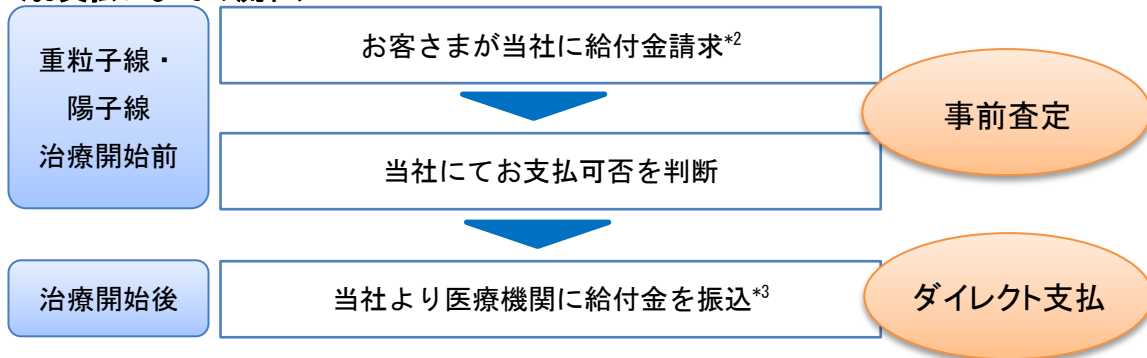 重粒子線・
陽子線
治療開始前
お客さまが当社に給付金請求*2
事前査定
当社にてお支払可否を判断
治療開始後
当社より医療機関に給付金を振込*3
ダイレクト支払